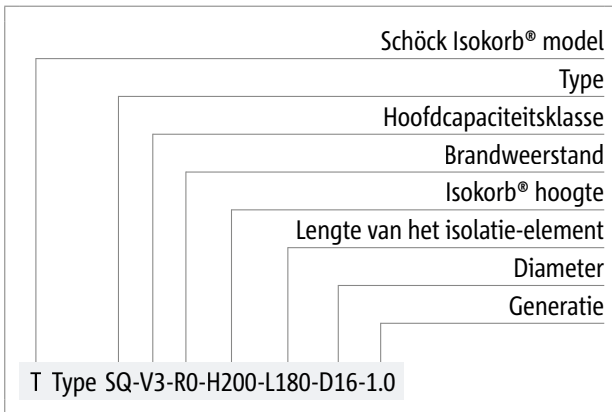 Schöck Isokorb® model
Type
Hoofdcapaciteitsklasse
Brandweerstand
Isokorb® hoogte
Lengte van het isolatie-element
Diameter
Generatie
T Type SQ-V3-R0-H200-L180-D16-1.0